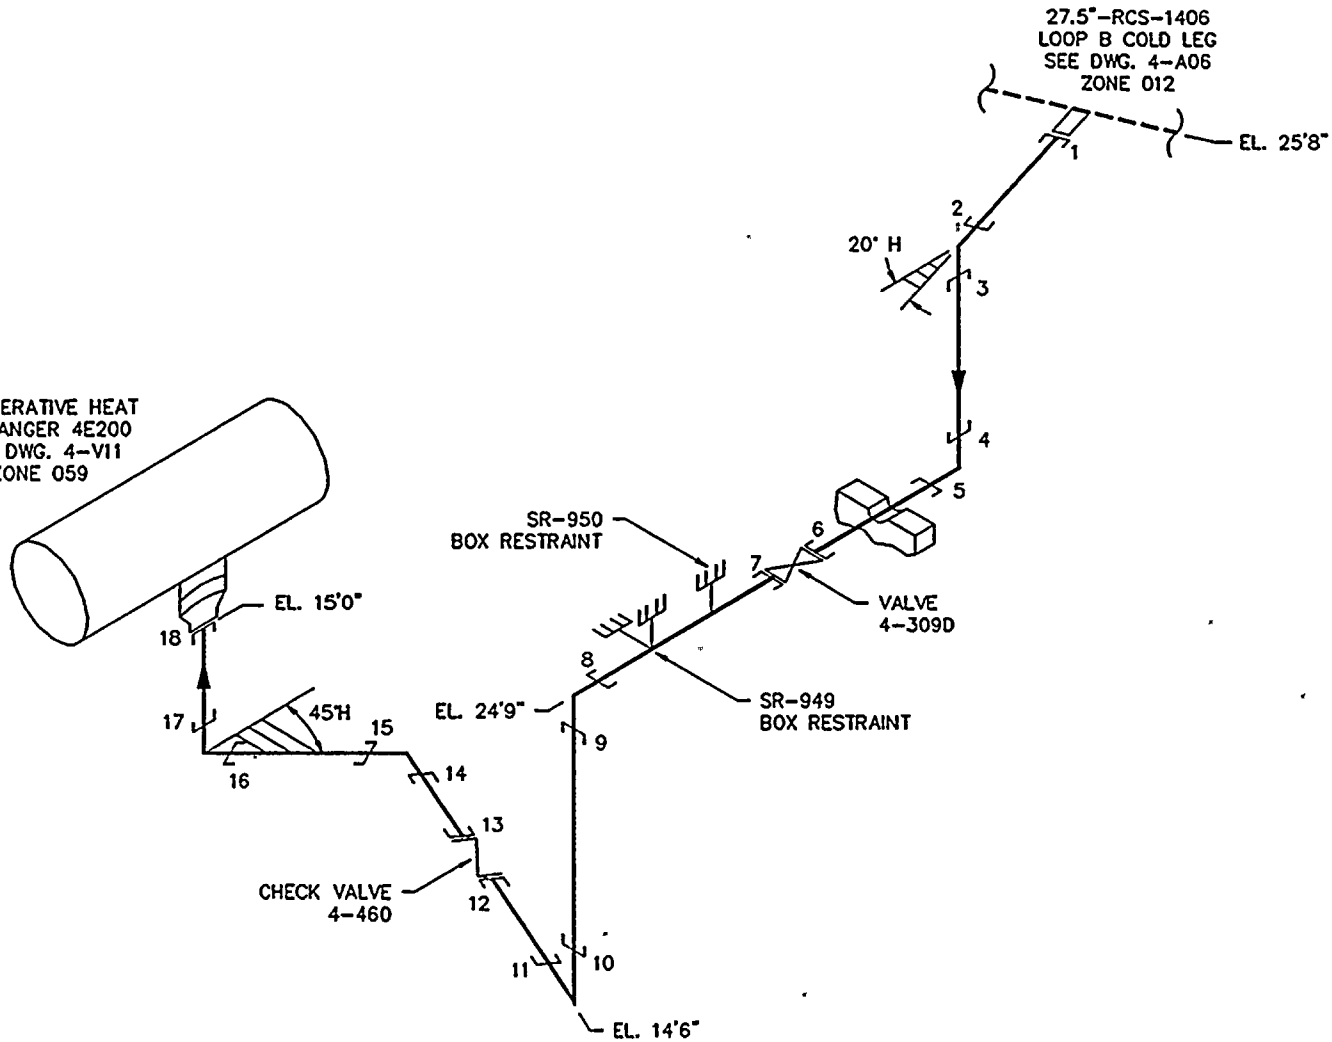 27.5"-RCS-1406
LOOP B COLD LEG
SEE DWG. 4-A06
ZONE 012
EL. 25'8"
1
2
20° H
3
4
5
ERATIVE HEAT
ANGER 4E200
DWG. 4-V11
ZONE 059
SR-950
BOX RESTRAINT
6
7
VALVE
4-309D
EL. 15'0"
18
8
SR-949
BOX RESTRAINT
EL. 24'9"
17
45°H
15
9
16
14
13
CHECK VALVE
4-460
12
11
10
EL. 14'6"